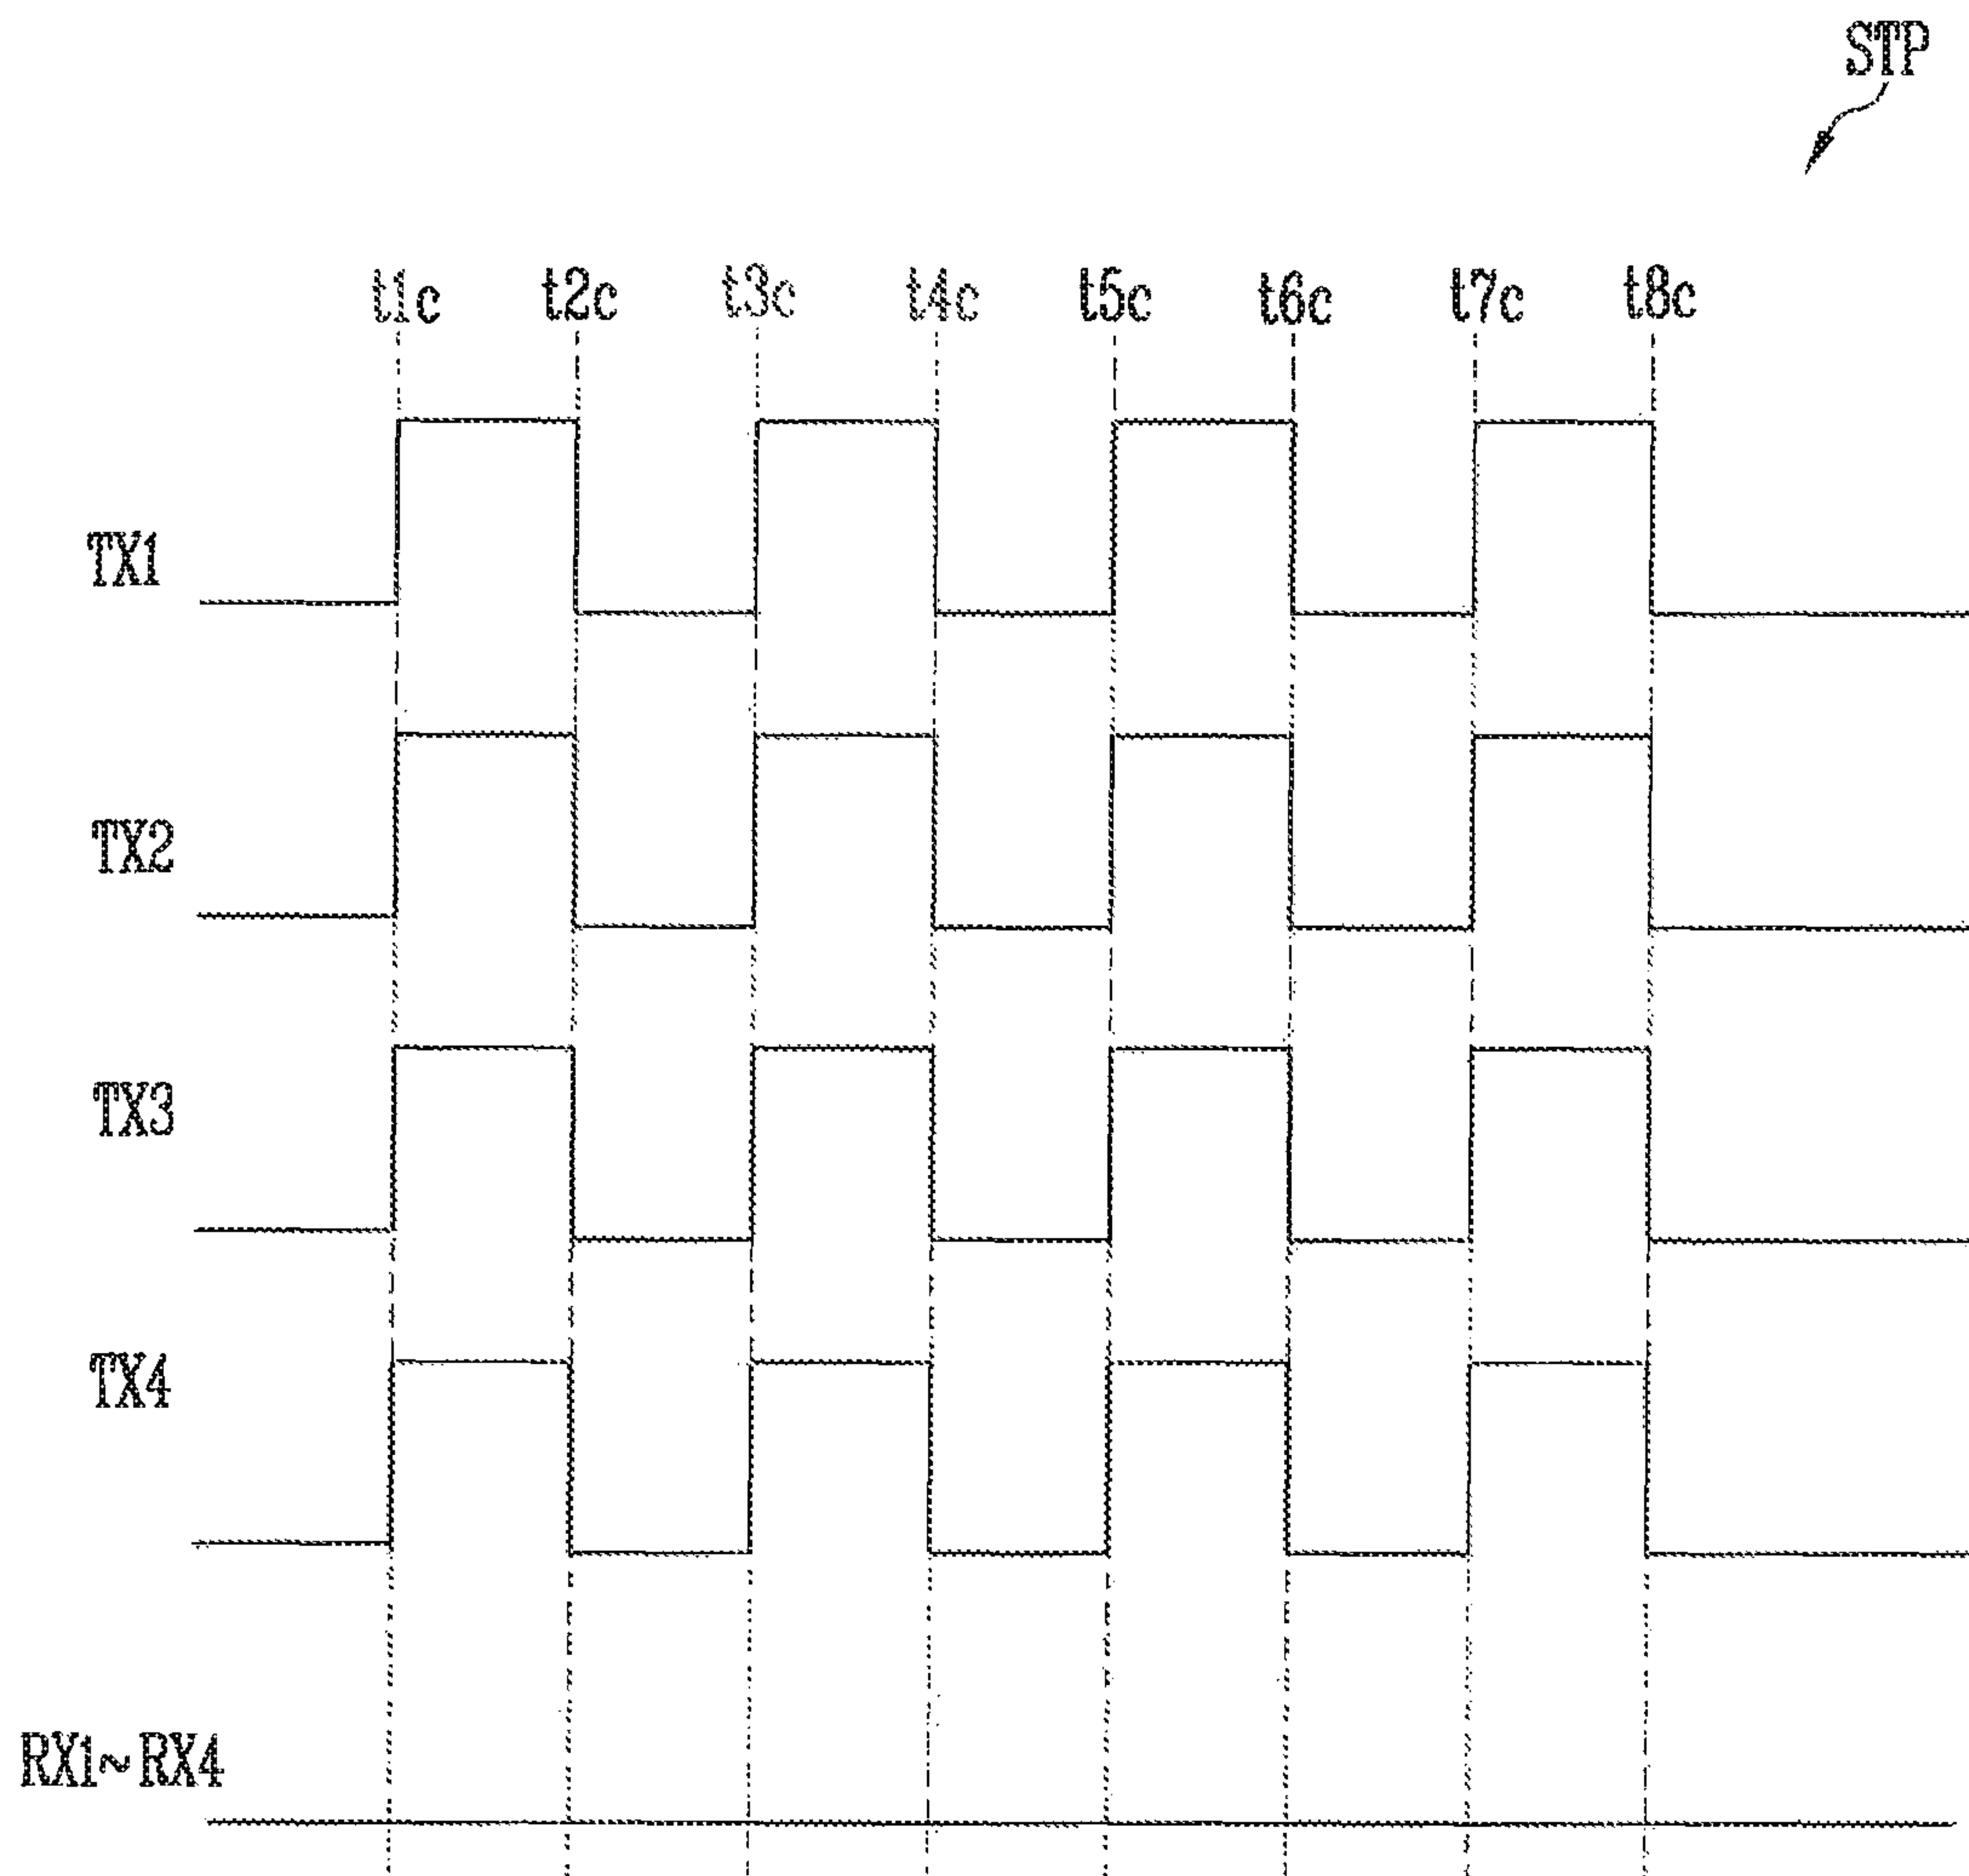 STP
t1c t2c t3c t4c t5c t6c t7c t8c
TX1
TX2
TX3
TX4
RX1~RX4